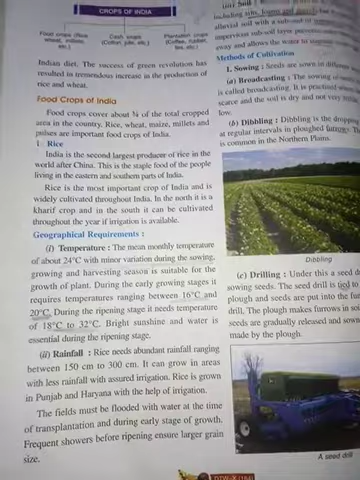 CROPS OF INDIA
Food crops (Rice
wheat, millets,
etc.)
Cash crops
(Cotton, jute, etc.)
Plantation crops
(Coffee, rubber,
tea, etc.)
Indian diet. The success of green revolution has
resulted in tremendous increase in the production of
rice and wheat.
Food Crops of India
Food crops cover about ¾ of the total cropped
area in the country. Rice, wheat, maize, millets and
pulses are important food crops of India.
1. Rice
India is the second largest producer of rice in the
world after China. This is the staple food of the people
living in the eastern and southern parts of India.
Rice is the most important crop of India and is
widely cultivated throughout India. In the north it is a
kharif crop and in the south it can be cultivated
throughout the year if irrigation is available.
Geographical Requirements :
(i) Temperature : The mean monthly temperature
of about 24°C with minor variation during the sowing,
growing and harvesting season is suitable for the
growth of plant. During the early growing stages it
requires temperatures ranging between 16°C and
20°C. During the ripening stage it needs temperature
of 18°C to 32°C. Bright sunshine and water is
essential during the ripening stage.
(ii) Rainfall : Rice needs abundant rainfall ranging
between 150 cm to 300 cm. It can grow in areas
with less rainfall with assured irrigation. Rice is grown
in Punjab and Haryana with the help of irrigation.
The fields must be flooded with water at the time
of transplantation and during early stage of growth.
Frequent showers before ripening ensure larger grain
size.
Soil :
including
alluvial soil with a sub-soil
impervious sub-soil layer prevents
away and allows the water to
Methods of Cultivation
1. Sowing : Seeds are sown in different
(a) Broadcasting : The sowing of
is called broadcasting. It is practised where
scarce and the soil is dry and not very
low.
(b) Dibbling : Dibbling is the dropping
at regular intervals in ploughed furrows. Th
is common in the Northern Plains.
Dibbling
(c) Drilling : Under this a seed d
sowing seeds. The seed drill is tied to
plough and seeds are put into the fun
drill. The plough makes furrows in soi
seeds are gradually released and sown
made by the plough.
A seed drill